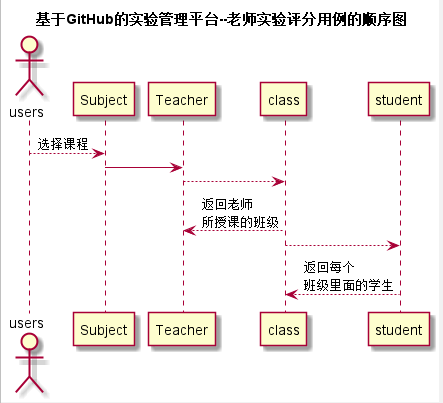 基于GitHub的实验管理平台--老师实验评分用例的顺序图
users
Subject
Teacher
class
student
选择课程
返回老师
所授课的班级
返回每个
班级里面的学生
users
Subject
Teacher
class
student